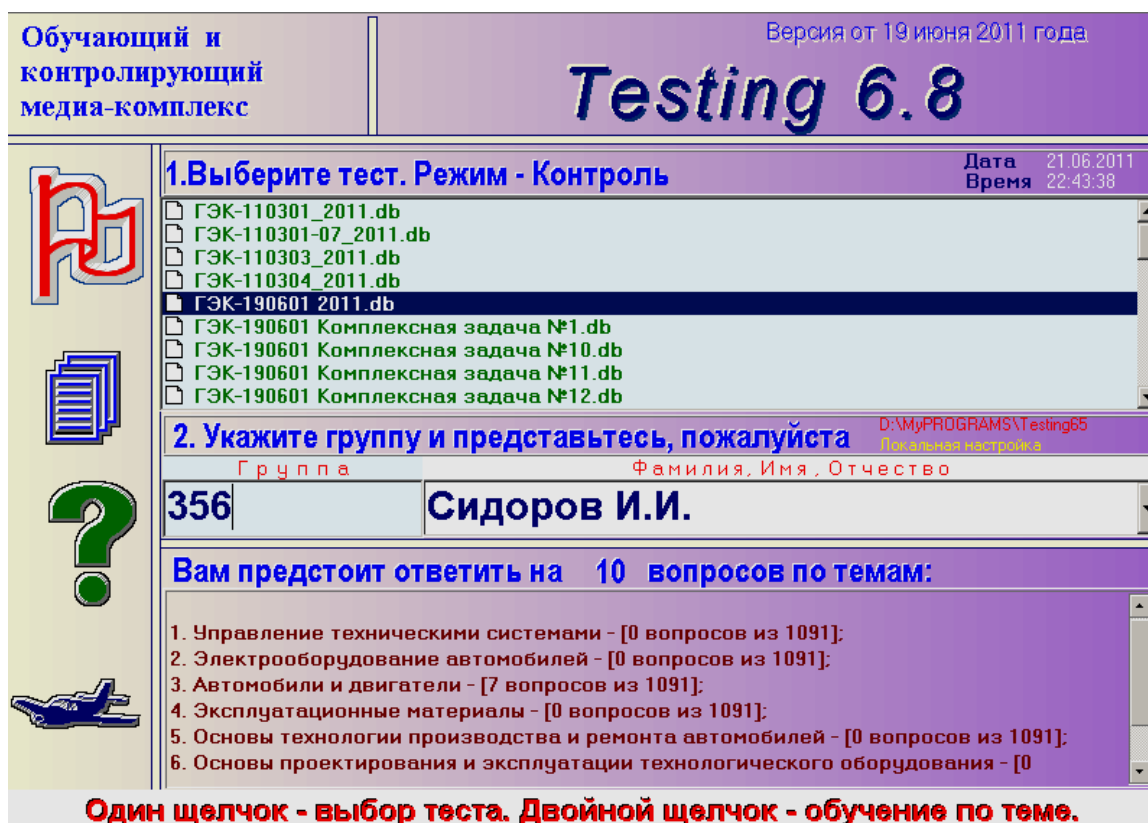 Обучающий и
контролирующий
медиа-комплекс
Версия от 19 июня 2011 года
Testing 6.8
1.Выберите тест. Режим - Контроль
Дата 21.06.2011
Время 22:43:38
ГЭК-110301_2011.db
ГЭК-110301-07_2011.db
ГЭК-110303_2011.db
ГЭК-110304_2011.db
ГЭК-190601 2011.db
ГЭК-190601 Комплексная задача №1.db
ГЭК-190601 Комплексная задача №10.db
ГЭК-190601 Комплексная задача №11.db
ГЭК-190601 Комплексная задача №12.db
2. Укажите группу и представьтесь, пожалуйста
D:\MyPROGRAMS\Testing65
Локальная настройка
Группа Фамилия, Имя, Отчество
356 Сидоров И.И.
Вам предстоит ответить на 10 вопросов по темам:
1. Управление техническими системами - [0 вопросов из 1091];
2. Электрооборудование автомобилей - [0 вопросов из 1091];
3. Автомобили и двигатели - [7 вопросов из 1091];
4. Эксплуатационные материалы - [0 вопросов из 1091];
5. Основы технологии производства и ремонта автомобилей - [0 вопросов из 1091];
6. Основы проектирования и эксплуатации технологического оборудования - [0
Один щелчок - выбор теста. Двойной щелчок - обучение по теме.